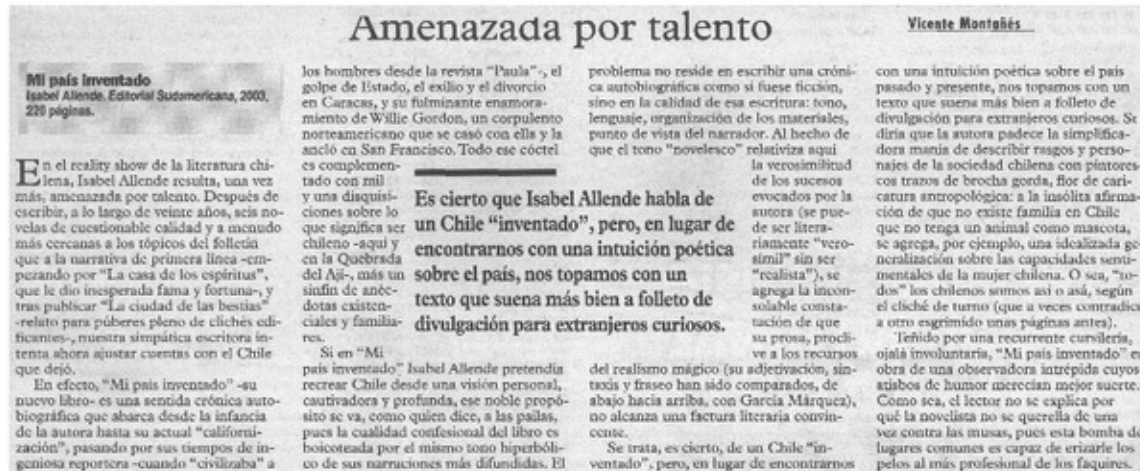 Amenazada por talento
Vicente Montañés
Mi país inventado
Isabel Allende. Editorial Sudamericana, 2003,
220 páginas.
En el reality show de la literatura chi-
lena, Isabel Allende resulta, una vez
más, amenazada por talento. Después de
escribir, a lo largo de veinte años, seis no-
velas de cuestionable calidad y a menudo
más cercanas a los tópicos del folletín
que a la narrativa de primera línea -em-
pezando por "La casa de los espíritus",
que le dio inesperada fama y fortuna-, y
tras publicar "La ciudad de las bestias"
-relato para púberes pleno de clichés edi-
ficantes-, nuestra simpática escritora in-
tenta ahora ajustar cuentas con el Chile
que dejó.
En efecto, "Mi país inventado" -su
nuevo libro- es una sentida crónica auto-
biográfica que abarca desde la infancia
de la autora hasta su actual "californi-
zación", pasando por sus tiempos de in-
geniosa reportera -cuando "civilizaba" a
los hombres desde la revista "Paula"-, el
golpe de Estado, el exilio y el divorcio
en Caracas, y su fulminante enamora-
miento de Willie Gordon, un corpulento
norteamericano que se casó con ella y la
ancló en San Francisco. Todo ese cóctel
es complemen-
tado con mil
y una disquisi-
ciones sobre lo
que significa ser
chileno -aquí y
en la Quebrada
del Ají-, más un
sinfín de anéc-
dotas existen-
ciales y familia-
res.
Si en "Mi
país inventado" Isabel Allende pretendía
recrear Chile desde una visión personal,
cautivadora y profunda, ese noble propó-
sito se va, como quien dice, a las pailas,
pues la cualidad confesional del libro es
boicoteada por el mismo tono hiperbóli-
co de sus narraciones más difundidas. El
Es cierto que Isabel Allende habla de
un Chile "inventado", pero, en lugar de
encontrarnos con una intuición poética
sobre el país, nos topamos con un
texto que suena más bien a folleto de
divulgación para extranjeros curiosos.
problema no reside en escribir una cróni-
ca autobiográfica como si fuese ficción,
sino en la calidad de esa escritura: tono,
lenguaje, organización de los materiales,
punto de vista del narrador. Al hecho de
que el tono "novelesco" relativiza aquí
la verosimilitud
de los sucesos
evocados por la
autora (se pue-
de ser litera-
riamente "vero-
símil" sin ser
"realista"), se
agrega la incon-
solable consta-
tación de que
su prosa, procli-
ve a los recursos
del realismo mágico (su adjetivación, sin-
taxis y fraseo han sido comparados, de
abajo hacia arriba, con García Márquez),
no alcanza una factura literaria convin-
cente.
Se trata, es cierto, de un Chile "in-
ventado", pero, en lugar de encontrarnos
con una intuición poética sobre el país
pasado y presente, nos topamos con un
texto que suena más bien a folleto de
divulgación para extranjeros curiosos. Se
diría que la autora padece la simplifica-
dora manía de describir rasgos y perso-
najes de la sociedad chilena con pintores-
cos trazos de brocha gorda, flor de cari-
catura antropológica: a la insólita afirma-
ción de que no existe familia en Chile
que no tenga un animal como mascota,
se agrega, por ejemplo, una idealizada ge-
neralización sobre las capacidades senti-
mentales de la mujer chilena. O sea, "to-
dos" los chilenos somos así o asá, según
el cliché de turno (que a veces contradice
a otro esgrimido unas páginas antes).
Teñido por una recurrente cursilería,
ojalá involuntaria, "Mi país inventado" es
obra de una observadora intrépida cuyos
atisbos de humor merecían mejor suerte.
Como sea, el lector no se explica por
qué la novelista no se querella de una
vez contra las musas, pues esta bomba de
lugares comunes es capaz de erizarle los
pelos al más profesional de los faquires.